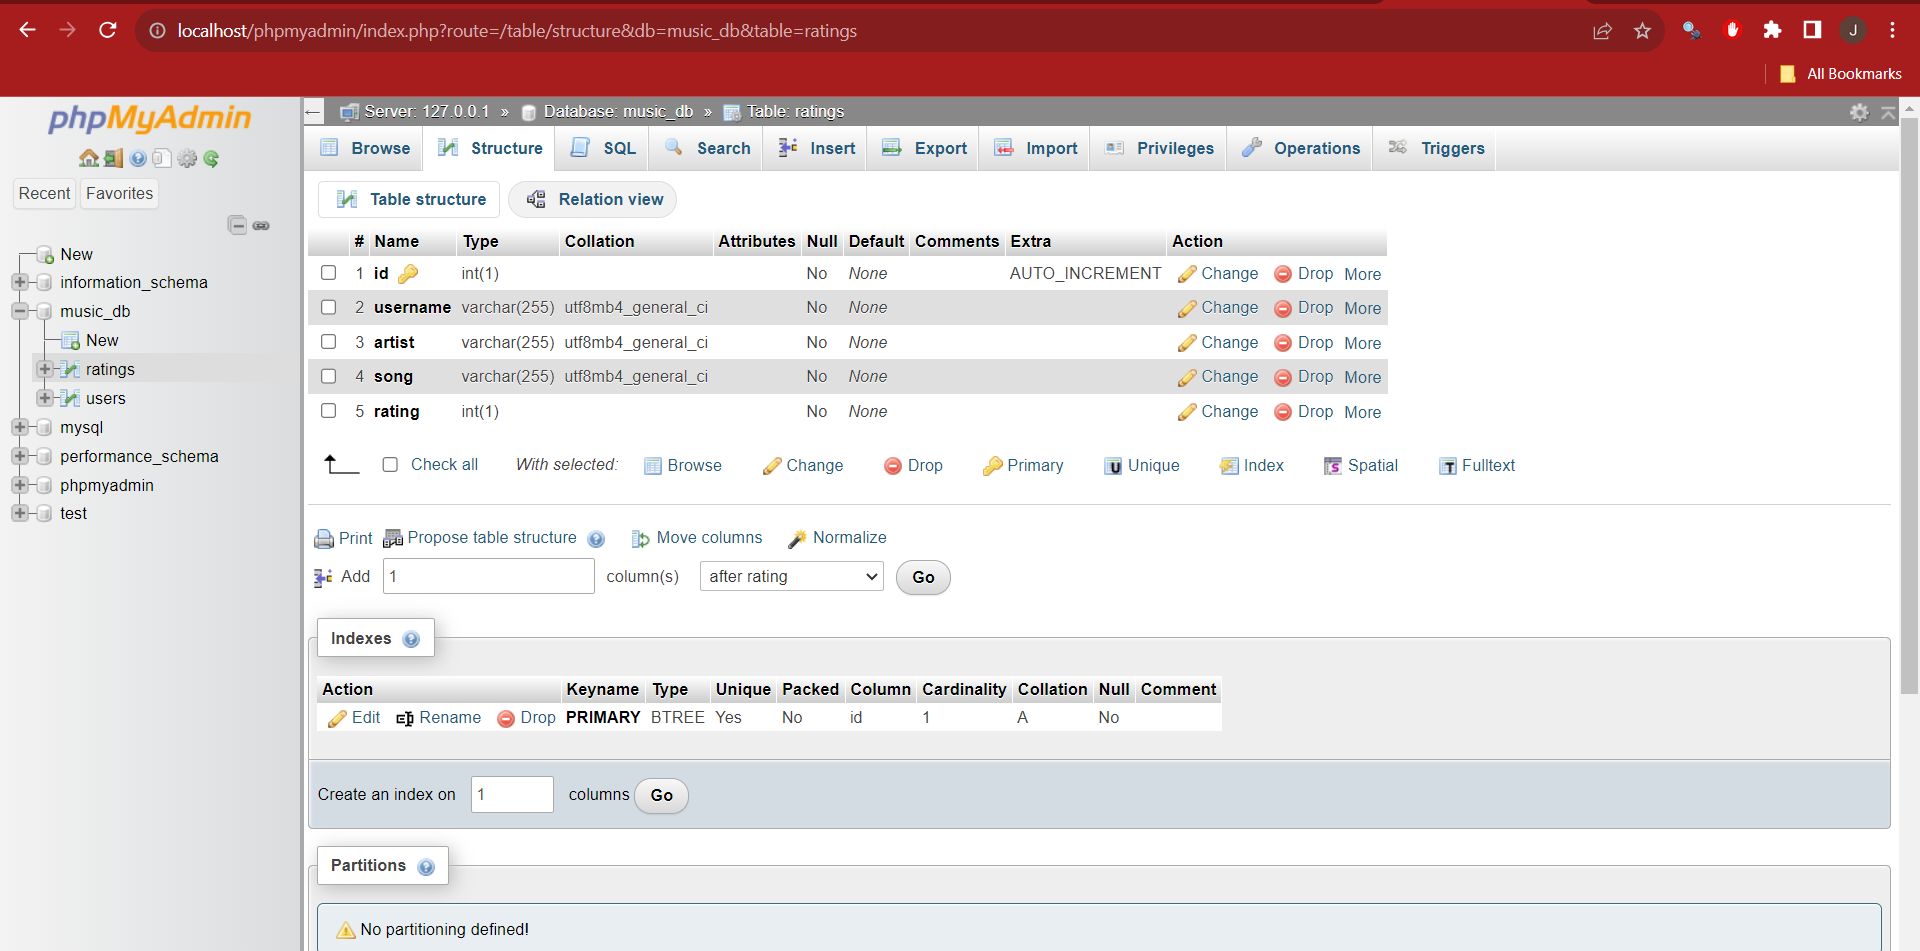 localhost/phpmyadmin/index.php?route=/table/structure&db=music_db&table=ratings
J
All Bookmarks
phpMyAdmin
Recent Favorites
New
information_schema
music_db
New
ratings
users
mysql
performance_schema
phpmyadmin
test
Server: 127.0.0.1 » Database: music_db » Table: ratings
Browse Structure SQL Search Insert Export Import Privileges Operations Triggers
Table structure Relation view
# Name Type Collation Attributes Null Default Comments Extra Action
1 id int(1) No None AUTO_INCREMENT Change Drop More
2 username varchar(255) utf8mb4_general_ci No None Change Drop More
3 artist varchar(255) utf8mb4_general_ci No None Change Drop More
4 song varchar(255) utf8mb4_general_ci No None Change Drop More
5 rating int(1) No None Change Drop More
Check all With selected: Browse Change Drop Primary Unique Index Spatial Fulltext
Print Propose table structure Move columns Normalize
Add 1 column(s) after rating Go
Indexes
Action Keyname Type Unique Packed Column Cardinality Collation Null Comment
Edit Rename Drop PRIMARY BTREE Yes No id 1 A No
Create an index on 1 columns Go
Partitions
No partitioning defined!